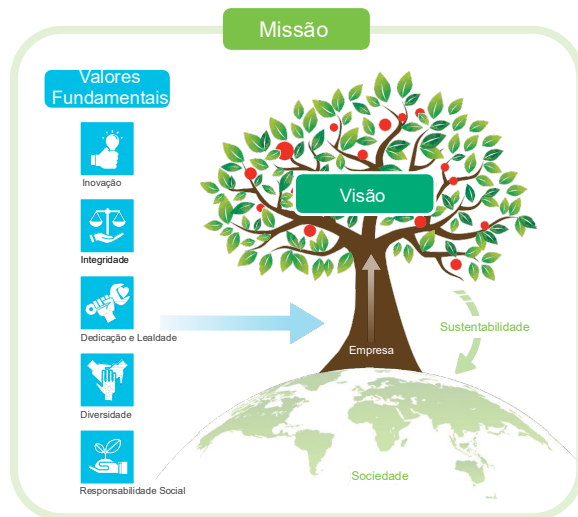 Missão
Valores
Fundamentais
Inovação
Integridade
Dedicação e Lealdade
Diversidade
Responsabilidade Social
Visão
Empresa
Sustentabilidade
Sociedade